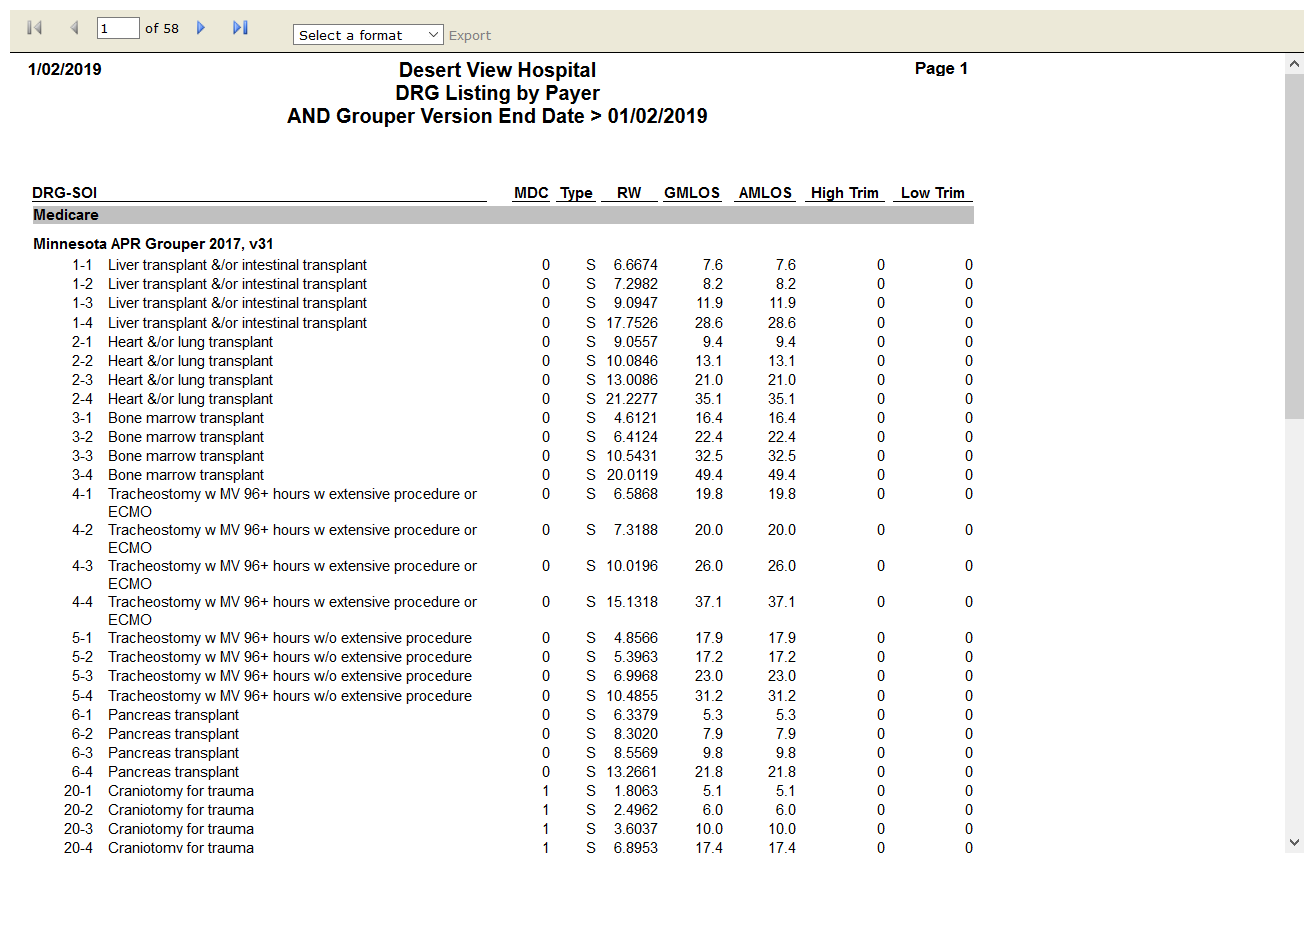 1 of 58 Select a format Export
1/02/2019 Desert View Hospital Page 1
DRG Listing by Payer
AND Grouper Version End Date > 01/02/2019
DRG-SOI MDC Type RW GMLOS AMLOS High Trim Low Trim
Medicare
Minnesota APR Grouper 2017, v31
1-1 Liver transplant &/or intestinal transplant 0 S 6.6674 7.6 7.6 0 0
1-2 Liver transplant &/or intestinal transplant 0 S 7.2982 8.2 8.2 0 0
1-3 Liver transplant &/or intestinal transplant 0 S 9.0947 11.9 11.9 0 0
1-4 Liver transplant &/or intestinal transplant 0 S 17.7526 28.6 28.6 0 0
2-1 Heart &/or lung transplant 0 S 9.0557 9.4 9.4 0 0
2-2 Heart &/or lung transplant 0 S 10.0846 13.1 13.1 0 0
2-3 Heart &/or lung transplant 0 S 13.0086 21.0 21.0 0 0
2-4 Heart &/or lung transplant 0 S 21.2277 35.1 35.1 0 0
3-1 Bone marrow transplant 0 S 4.6121 16.4 16.4 0 0
3-2 Bone marrow transplant 0 S 6.4124 22.4 22.4 0 0
3-3 Bone marrow transplant 0 S 10.5431 32.5 32.5 0 0
3-4 Bone marrow transplant 0 S 20.0119 49.4 49.4 0 0
4-1 Tracheostomy w MV 96+ hours w extensive procedure or 0 S 6.5868 19.8 19.8 0 0
ECMO
4-2 Tracheostomy w MV 96+ hours w extensive procedure or 0 S 7.3188 20.0 20.0 0 0
ECMO
4-3 Tracheostomy w MV 96+ hours w extensive procedure or 0 S 10.0196 26.0 26.0 0 0
ECMO
4-4 Tracheostomy w MV 96+ hours w extensive procedure or 0 S 15.1318 37.1 37.1 0 0
ECMO
5-1 Tracheostomy w MV 96+ hours w/o extensive procedure 0 S 4.8566 17.9 17.9 0 0
5-2 Tracheostomy w MV 96+ hours w/o extensive procedure 0 S 5.3963 17.2 17.2 0 0
5-3 Tracheostomy w MV 96+ hours w/o extensive procedure 0 S 6.9968 23.0 23.0 0 0
5-4 Tracheostomy w MV 96+ hours w/o extensive procedure 0 S 10.4855 31.2 31.2 0 0
6-1 Pancreas transplant 0 S 6.3379 5.3 5.3 0 0
6-2 Pancreas transplant 0 S 8.3020 7.9 7.9 0 0
6-3 Pancreas transplant 0 S 8.5569 9.8 9.8 0 0
6-4 Pancreas transplant 0 S 13.2661 21.8 21.8 0 0
20-1 Craniotomy for trauma 1 S 1.8063 5.1 5.1 0 0
20-2 Craniotomy for trauma 1 S 2.4962 6.0 6.0 0 0
20-3 Craniotomy for trauma 1 S 3.6037 10.0 10.0 0 0
20-4 Craniotomy for trauma 1 S 6.8953 17.4 17.4 0 0